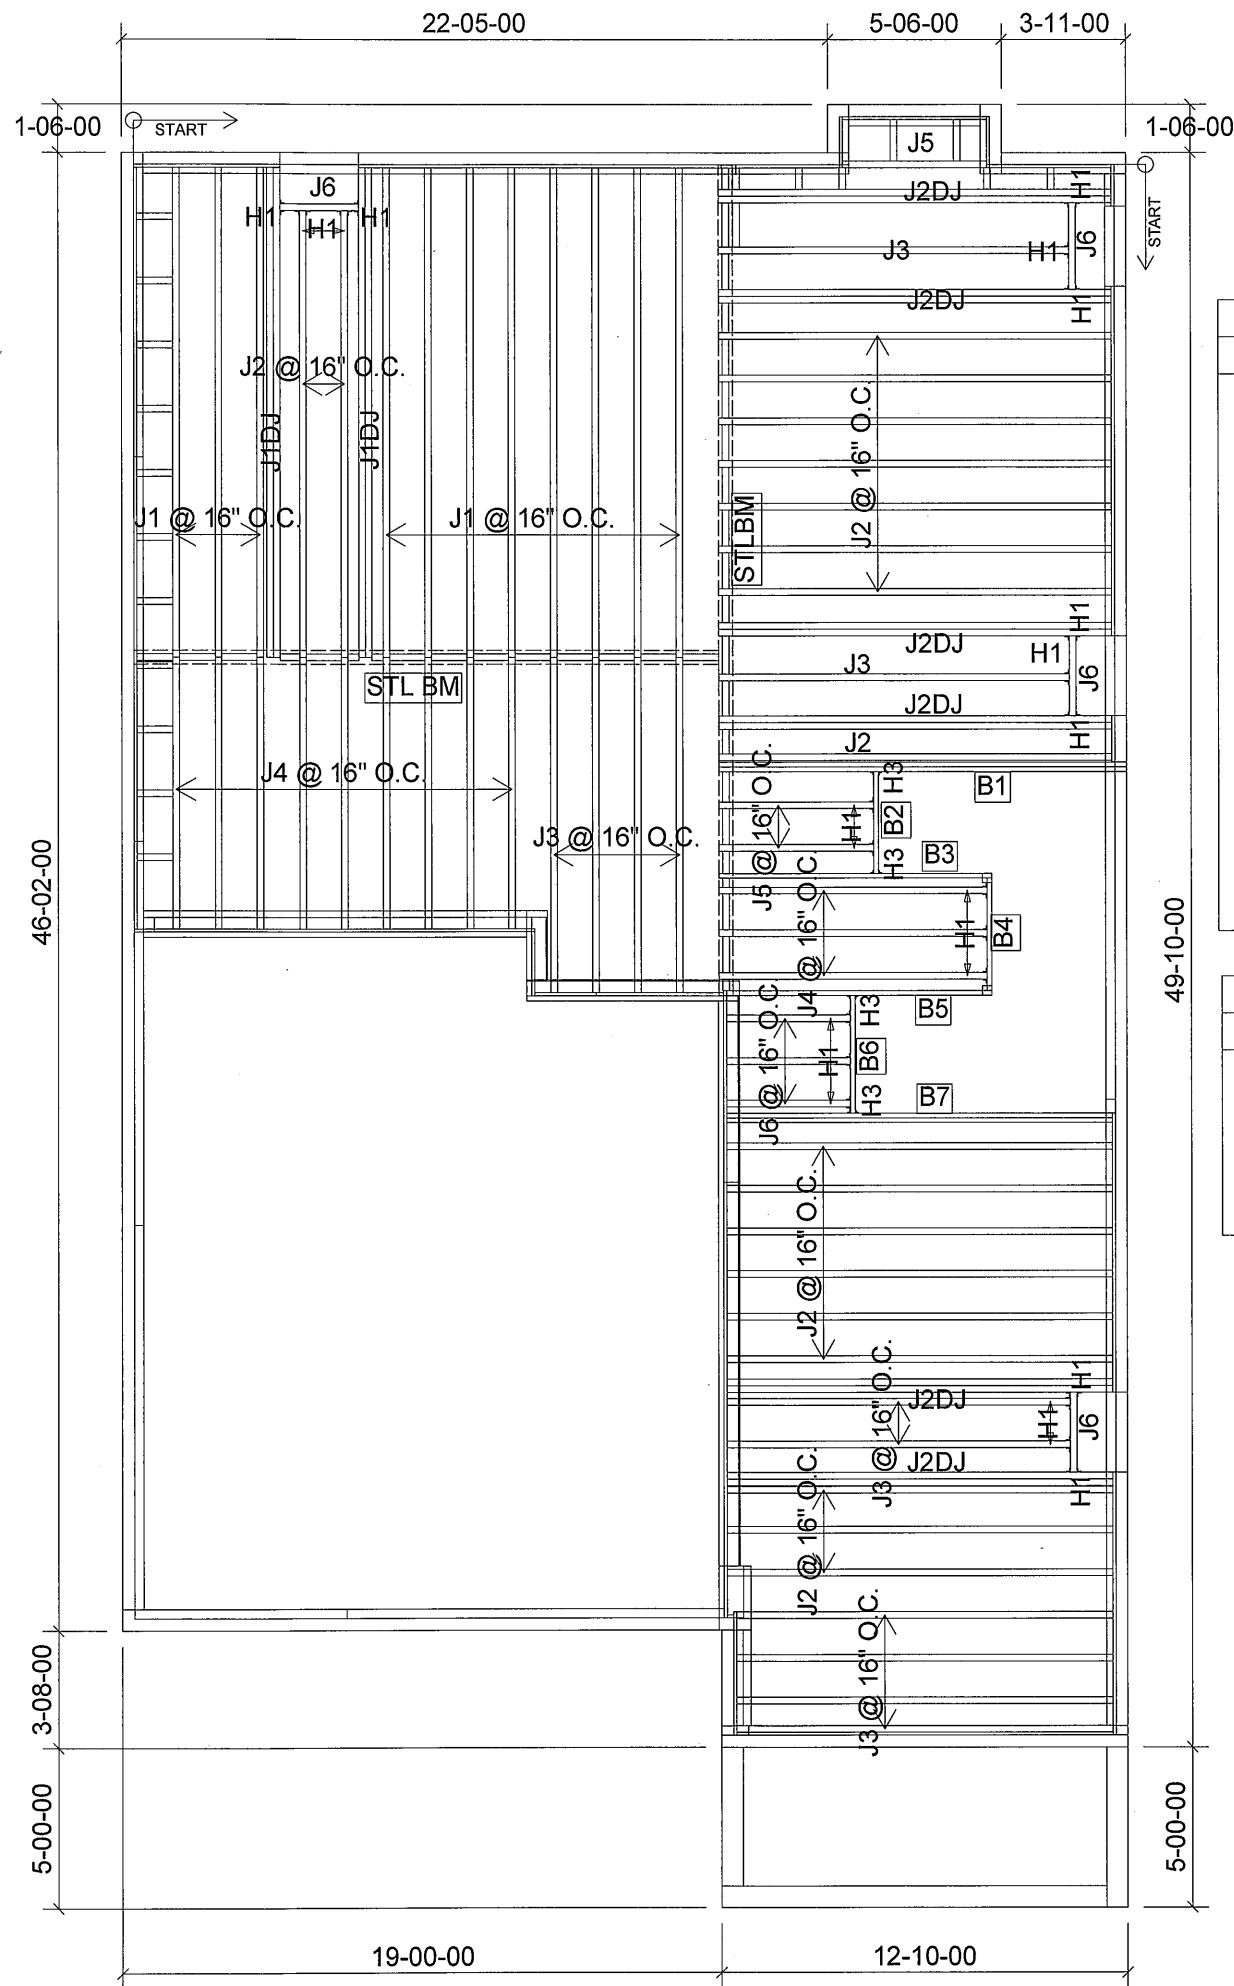 22-05-00
5-06-00
3-11-00
1-06-00
START
J5
1-06-00
J6
H1
H1
H1
J2DJ
H1
START
J3
H1
J6
J2DJ
H1
J2 @ 16" O.C.
J1DJ
J1DJ
J2 @ 16" O.C.
J1 @ 16" O.C.
J1 @ 16" O.C.
STLBM
H1
J2DJ
H1
J3
J6
STL BM
J2DJ
H1
J2
J4 @ 16" O.C.
J5 @ 16" O.C.
H3
B1
H1
B2
J3 @ 16" O.C.
H3
B3
46-02-00
J4 @ 16" O.C.
H1
B4
49-10-00
J6 @ 16" O.C.
H3
B5
H1
B6
H3
B7
J2 @ 16" O.C.
H1
J3 @ 16" O.C.
J2DJ
H1
J6
J2DJ
H1
J2 @ 16" O.C.
J3 @ 16" O.C.
3-08-00
5-00-00
5-00-00
19-00-00
12-10-00